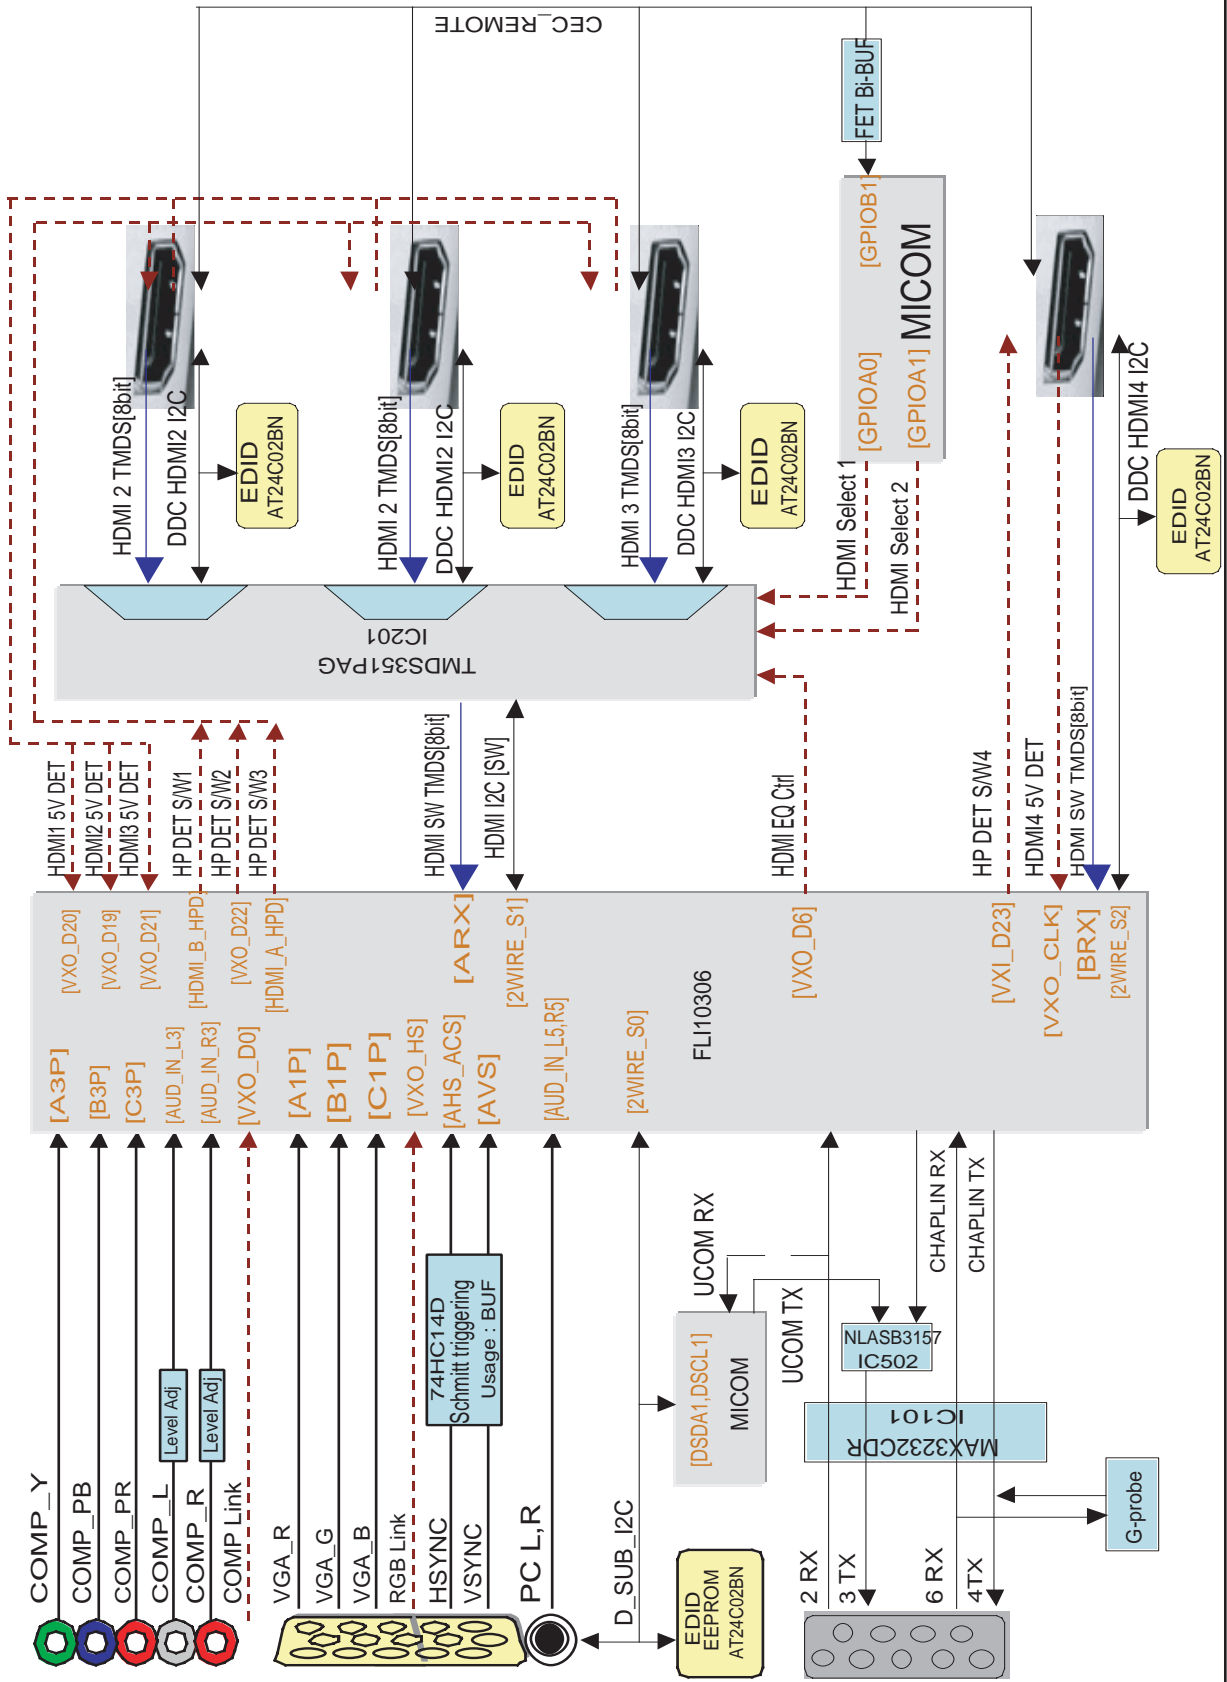 CEC_REMOTE
FET Bi-BUF
[GPIOB1]
MICOM
[GPIOA0]
[GPIOA1]
HDMI Select 1
HDMI Select 2
HDMI 2 TMDS[8bit]
DDC HDMI2 I2C
EDID
AT24C02BN
HDMI 2 TMDS[8bit]
DDC HDMI2 I2C
EDID
AT24C02BN
HDMI 3 TMDS[8bit]
DDC HDMI3 I2C
EDID
AT24C02BN
DDC HDMI4 I2C
EDID
AT24C02BN
IC201
TMDS351PAG
HDMI1 5V DET
HDMI2 5V DET
HDMI3 5V DET
HP DET S/W1
HP DET S/W2
HP DET S/W3
HDMI SW TMDS[8bit]
HDMI I2C [SW]
HDMI EQ Ctrl
HP DET S/W4
HDMI4 5V DET
HDMI SW TMDS[8bit]
[VXO_D20]
[VXO_D19]
[VXO_D21]
[HDMI_B_HPD]
[VXO_D22]
[HDMI_A_HPD]
[ARX]
[2WIRE_S1]
[VXO_D6]
[VXI_D23]
[VXO_CLK]
[BRX]
[2WIRE_S2]
FLI10306
[A3P]
[B3P]
[C3P]
[AUD_IN_L3]
[AUD_IN_R3]
[VXO_D0]
[A1P]
[B1P]
[C1P]
[VXO_HS]
[AHS_ACS]
[AVS]
[AUD_IN_L5,R5]
[2WIRE_S0]
UCOM RX
UCOM TX
CHAPLIN RX
CHAPLIN TX
74HC14D
Schmitt triggering
Usage : BUF
[DSDA1,DSCL1]
MICOM
NLASB3157
IC502
IC101
MAX3232CDR
Level Adj
Level Adj
G-probe
COMP_Y
COMP_PB
COMP_PR
COMP_L
COMP_R
COMP Link
VGA_R
VGA_G
VGA_B
RGB Link
HSYNC
VSYNC
PC L,R
D_SUB_I2C
EDID
EEPROM
AT24C02BN
2 RX
3 TX
6 RX
4TX